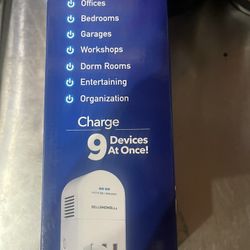 Offices
Bedrooms
Garages
Workshops
Dorm Rooms
Entertaining
Organization
Charge
9 Devices
At Once!